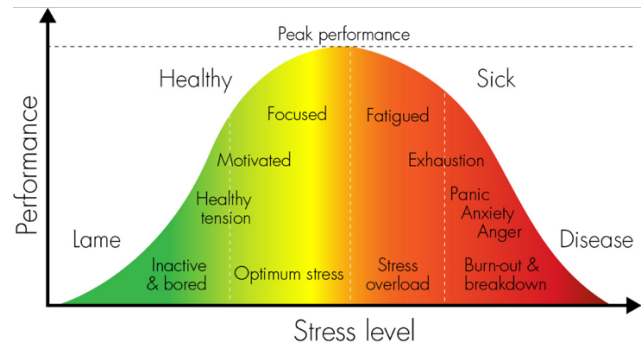 Peak performance
Healthy
Sick
Focused
Fatigued
Motivated
Exhaustion
Healthy
tension
Panic
Anxiety
Anger
Lame
Disease
Inactive
& bored
Optimum stress
Stress
overload
Burn-out &
breakdown
Performance
Stress level